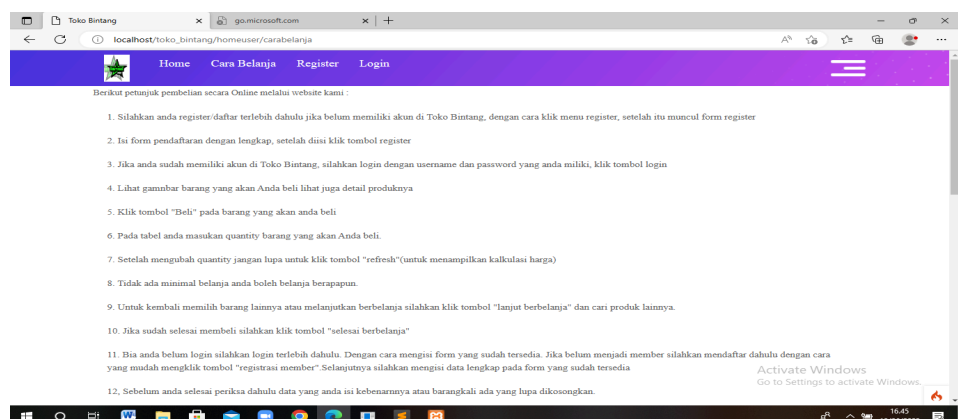 Toko Bintang
go.microsoft.com
localhost/toko_bintang/homeuser/carabelanja
Home Cara Belanja Register Login
Berikut petunjuk pembelian secara Online melalui website kami :
1. Silahkan anda register/daftar terlebih dahulu jika belum memiliki akun di Toko Bintang, dengan cara klik menu register, setelah itu muncul form register
2. Isi form pendaftaran dengan lengkap, setelah diisi klik tombol register
3. Jika anda sudah memiliki akun di Toko Bintang, silahkan login dengan username dan password yang anda miliki, klik tombol login
4. Lihat gamnbar barang yang akan Anda beli lihat juga detail produknya
5. Klik tombol "Beli" pada barang yang akan anda beli
6. Pada tabel anda masukan quantity barang yang akan Anda beli.
7. Setelah mengubah quantity jangan lupa untuk klik tombol "refresh"(untuk menampilkan kalkulasi harga)
8. Tidak ada minimal belanja anda boleh belanja berapapun.
9. Untuk kembali memilih barang lainnya atau melanjutkan berbelanja silahkan klik tombol "lanjut berbelanja" dan cari produk lainnya.
10. Jika sudah selesai membeli silahkan klik tombol "selesai berbelanja"
11. Bia anda belum login silahkan login terlebih dahulu. Dengan cara mengisi form yang sudah tersedia. Jika belum menjadi member silahkan mendaftar dahulu dengan cara
yang mudah mengklik tombol "registrasi member".Selanjutnya silahkan mengisi data lengkap pada form yang sudah tersedia
12, Sebelum anda selesai periksa dahulu data yang anda isi kebenarnnya atau barangkali ada yang lupa dikosongkan.
Activate Windows
Go to Settings to activate Windows.
16.45